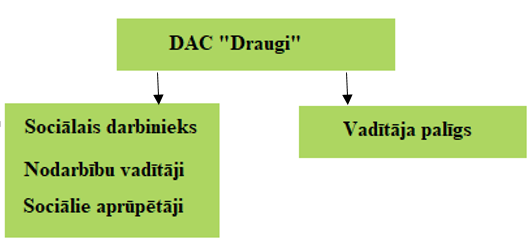 DAC "Draugi"
Sociālais darbinieks
Nodarbību vadītāji
Sociālie aprūpētāji
Vadītāja palīgs